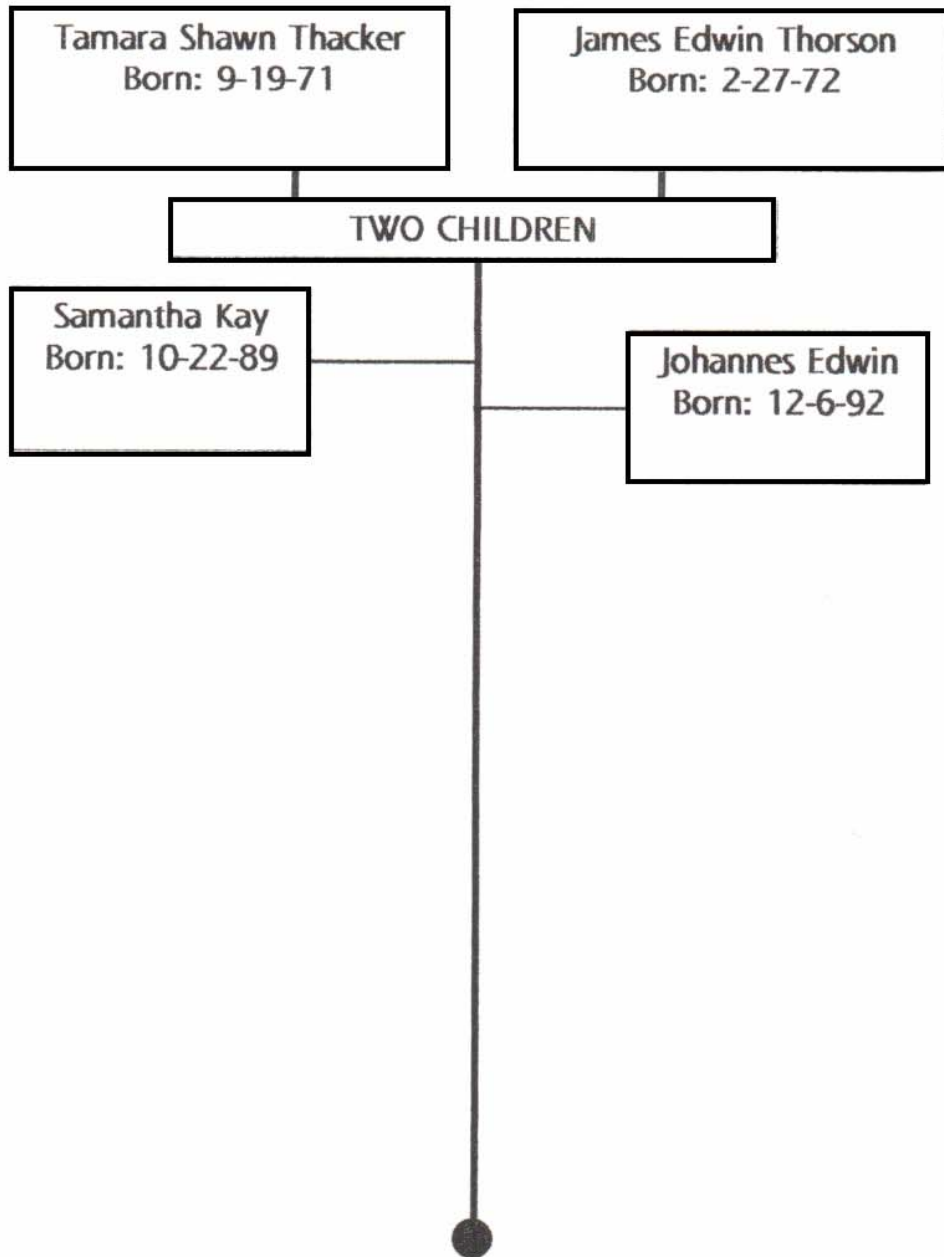 Tamara Shawn Thacker
Born: 9-19-71
James Edwin Thorson
Born: 2-27-72
TWO CHILDREN
Samantha Kay
Born: 10-22-89
Johannes Edwin
Born: 12-6-92